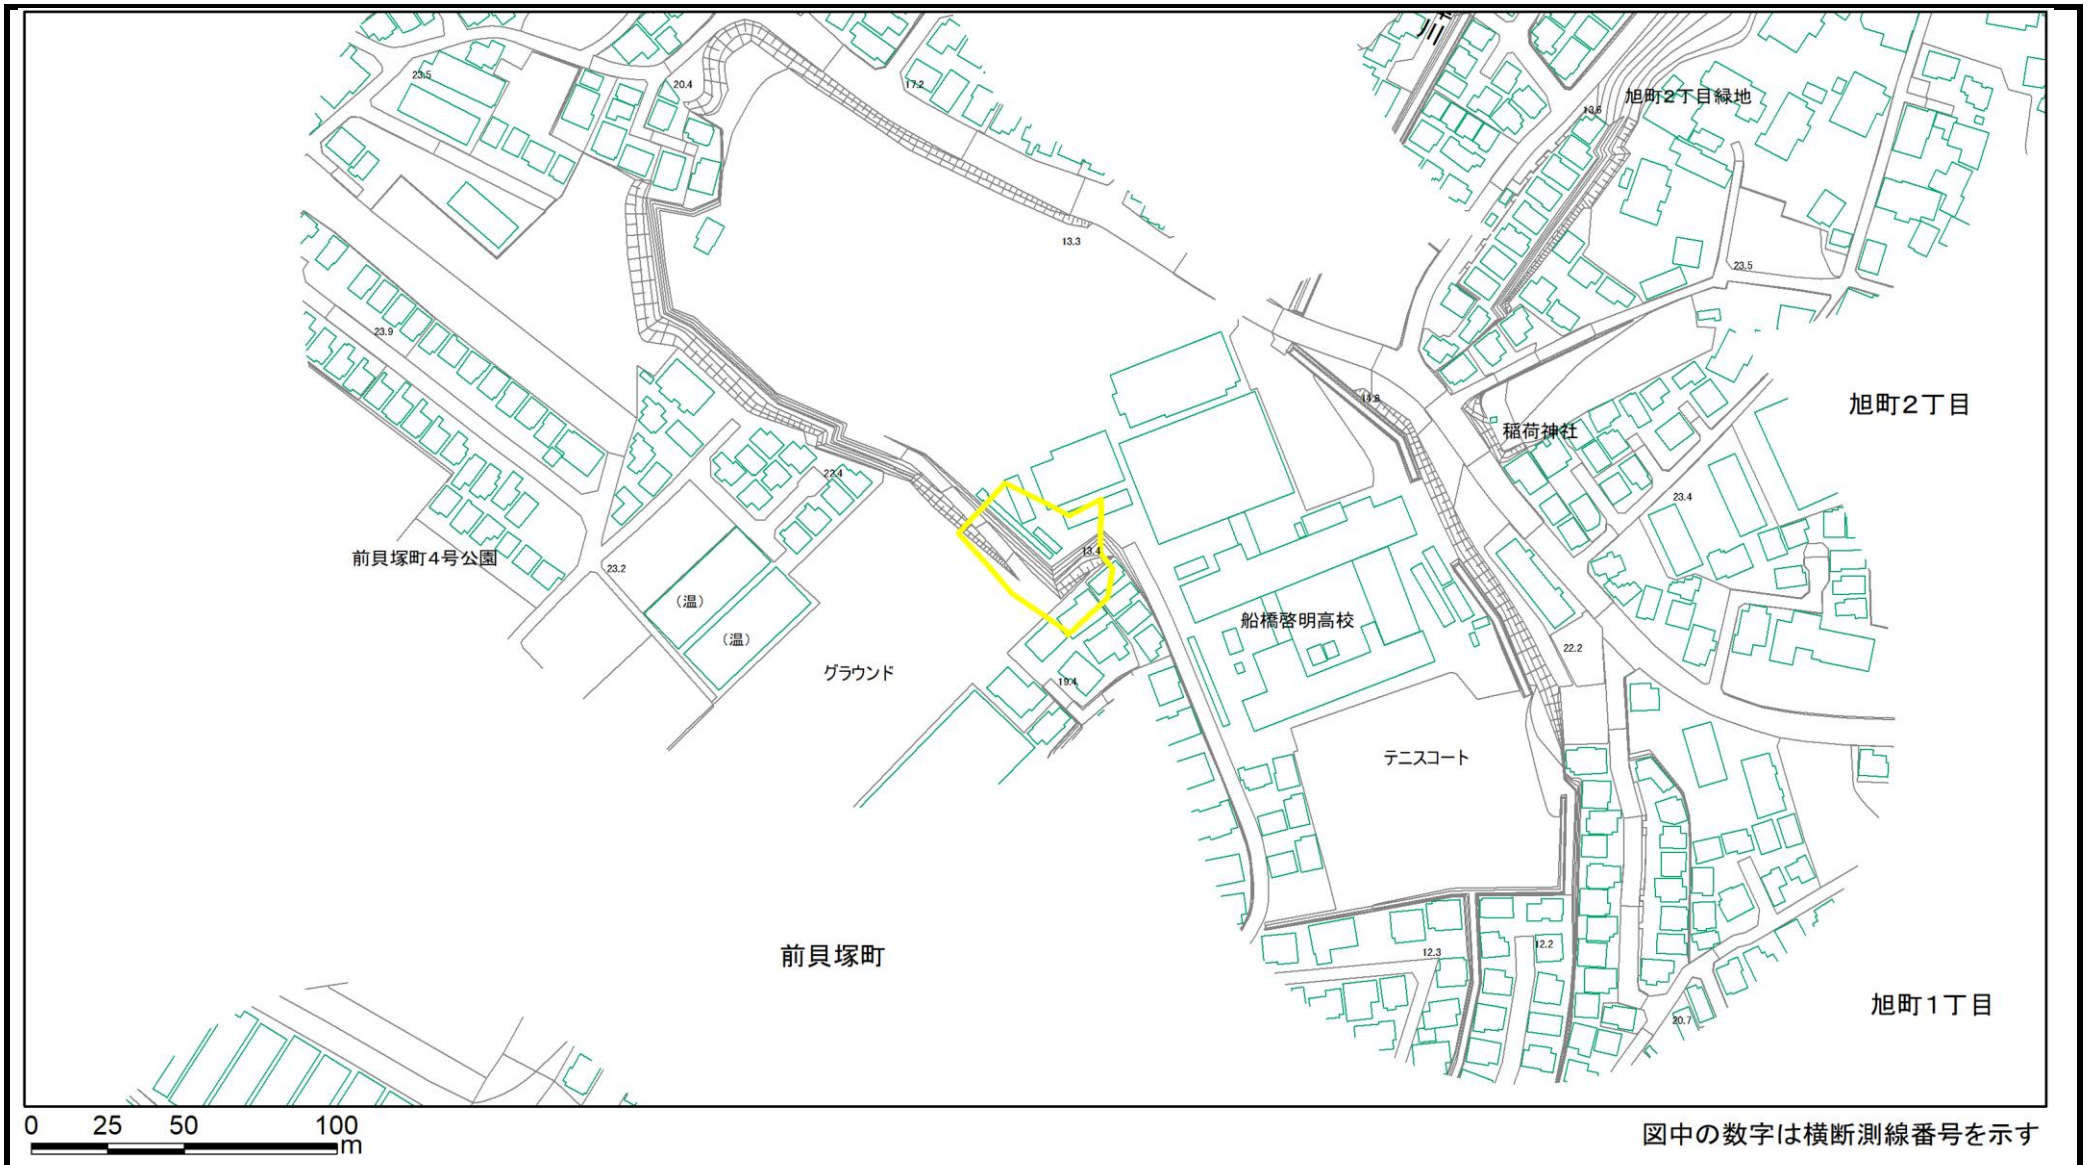 川
旭町2丁目緑地
23.5
20.4
17.2
13.6
13.3
23.5
23.9
14.8
旭町2丁目
稲荷神社
22.4
23.4
13.4
前貝塚町4号公園
23.2
(温)
(温)
船橋啓明高校
22.2
グラウンド
19.4
テニスコート
12.3
12.2
前貝塚町
旭町1丁目
20.7
0 25 50 100
m
図中の数字は横断測線番号を示す